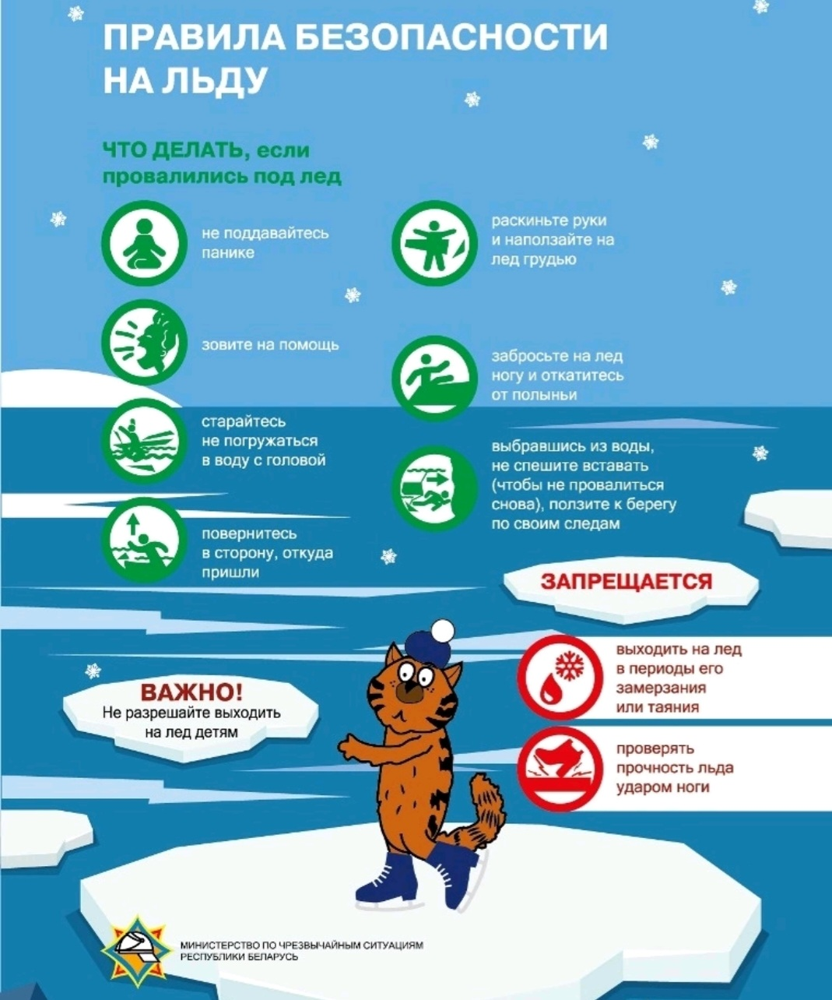 ПРАВИЛА БЕЗОПАСНОСТИ
НА ЛЬДУ
ЧТО ДЕЛАТЬ, если
провалились под лед
не поддавайтесь
панике
зовите на помощь
старайтесь
не погружаться
в воду с головой
повернитесь
в сторону, откуда
пришли
раскиньте руки
и наползайте на
лед грудью
забросьте на лед
ногу и откатитесь
от полыньи
выбравшись из воды,
не спешите вставать
(чтобы не провалиться
снова), ползите к берегу
по своим следам
ЗАПРЕЩАЕТСЯ
выходить на лед
в периоды его
замерзания
или таяния
проверять
прочность льда
ударом ноги
ВАЖНО!
Не разрешайте выходить
на лед детям
МИНИСТЕРСТВО ПО ЧРЕЗВЫЧАЙНЫМ СИТУАЦИЯМ
РЕСПУБЛИКИ БЕЛАРУСЬ